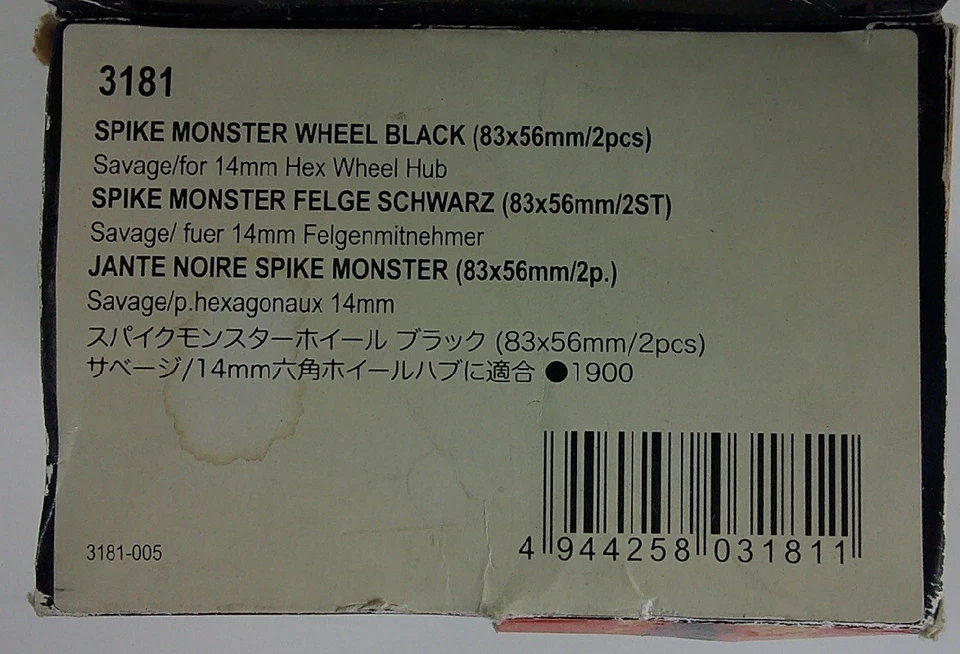 3181
SPIKE MONSTER WHEEL BLACK (83x56mm/2pcs)
Savage/for 14mm Hex Wheel Hub
SPIKE MONSTER FELGE SCHWARZ (83x56mm/2ST)
Savage/ fuer 14mm Felgenmitnehmer
JANTE NOIRE SPIKE MONSTER (83x56mm/2p.)
Savage/p.hexagonaux 14mm
スパイクモンスターホイール ブラック (83x56mm/2pcs)
サベージ/14mm六角ホイールハブに適合 ●1900
3181-005
4 944258 031811